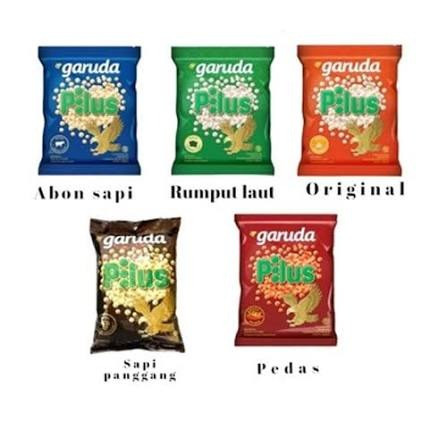 garuda
Pilus
garuda
Pilus
garuda
Pilus
Abon sapi
Rumput laut
Original
garuda
Pilus
garuda
Pilus
Sapi
panggang
Pedas